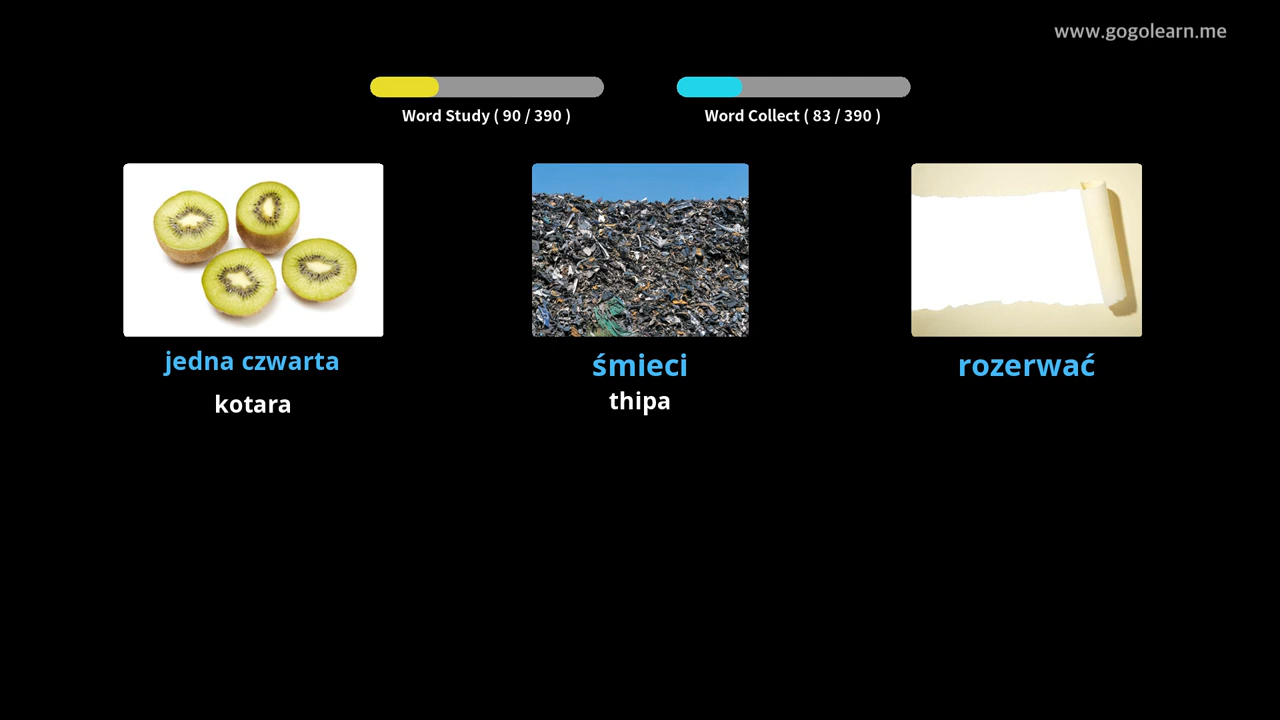 www.gogolearn.me
Word Study ( 90 / 390 )
Word Collect ( 83 / 390 )
jedna czwarta
kotara
śmieci
thipa
rozerwać